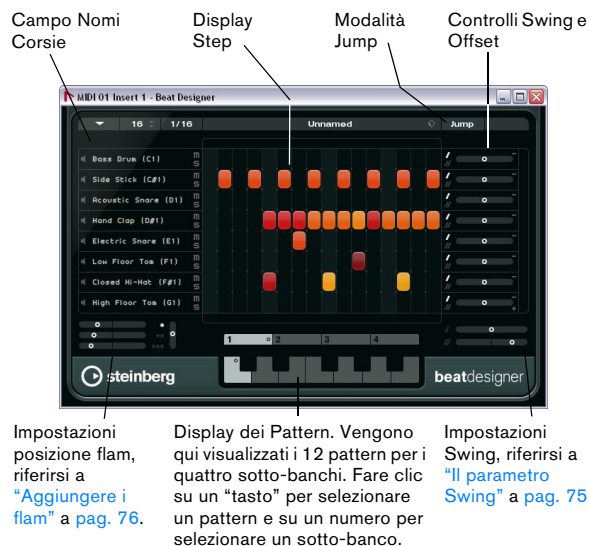 Campo Nomi
Corsie
Display
Step
Modalità
Jump
Controlli Swing e
Offset
MIDI 01 Insert 1 - Beat Designer
16 1/16 Unnamed Jump
Bass Drum (C1) m s
Side Stick (C#1) m s
Acoustic Snare (D1) m s
Hand Clap (D#1) m s
Electric Snare (E1) m s
Low Floor Tom (F1) m s
Closed Hi-Hat (F#1) m s
High Floor Tom (G1) m s
1 2 3 4
steinberg
beatdesigner
Impostazioni
posizione flam,
riferirsi a
"Aggiungere i
flam" a pag. 76.
Display dei Pattern. Vengono
qui visualizzati i 12 pattern per i
quattro sotto-banchi. Fare clic
su un "tasto" per selezionare
un pattern e su un numero per
selezionare un sotto-banco.
Impostazioni
Swing, riferirsi a
"Il parametro
Swing" a pag. 75